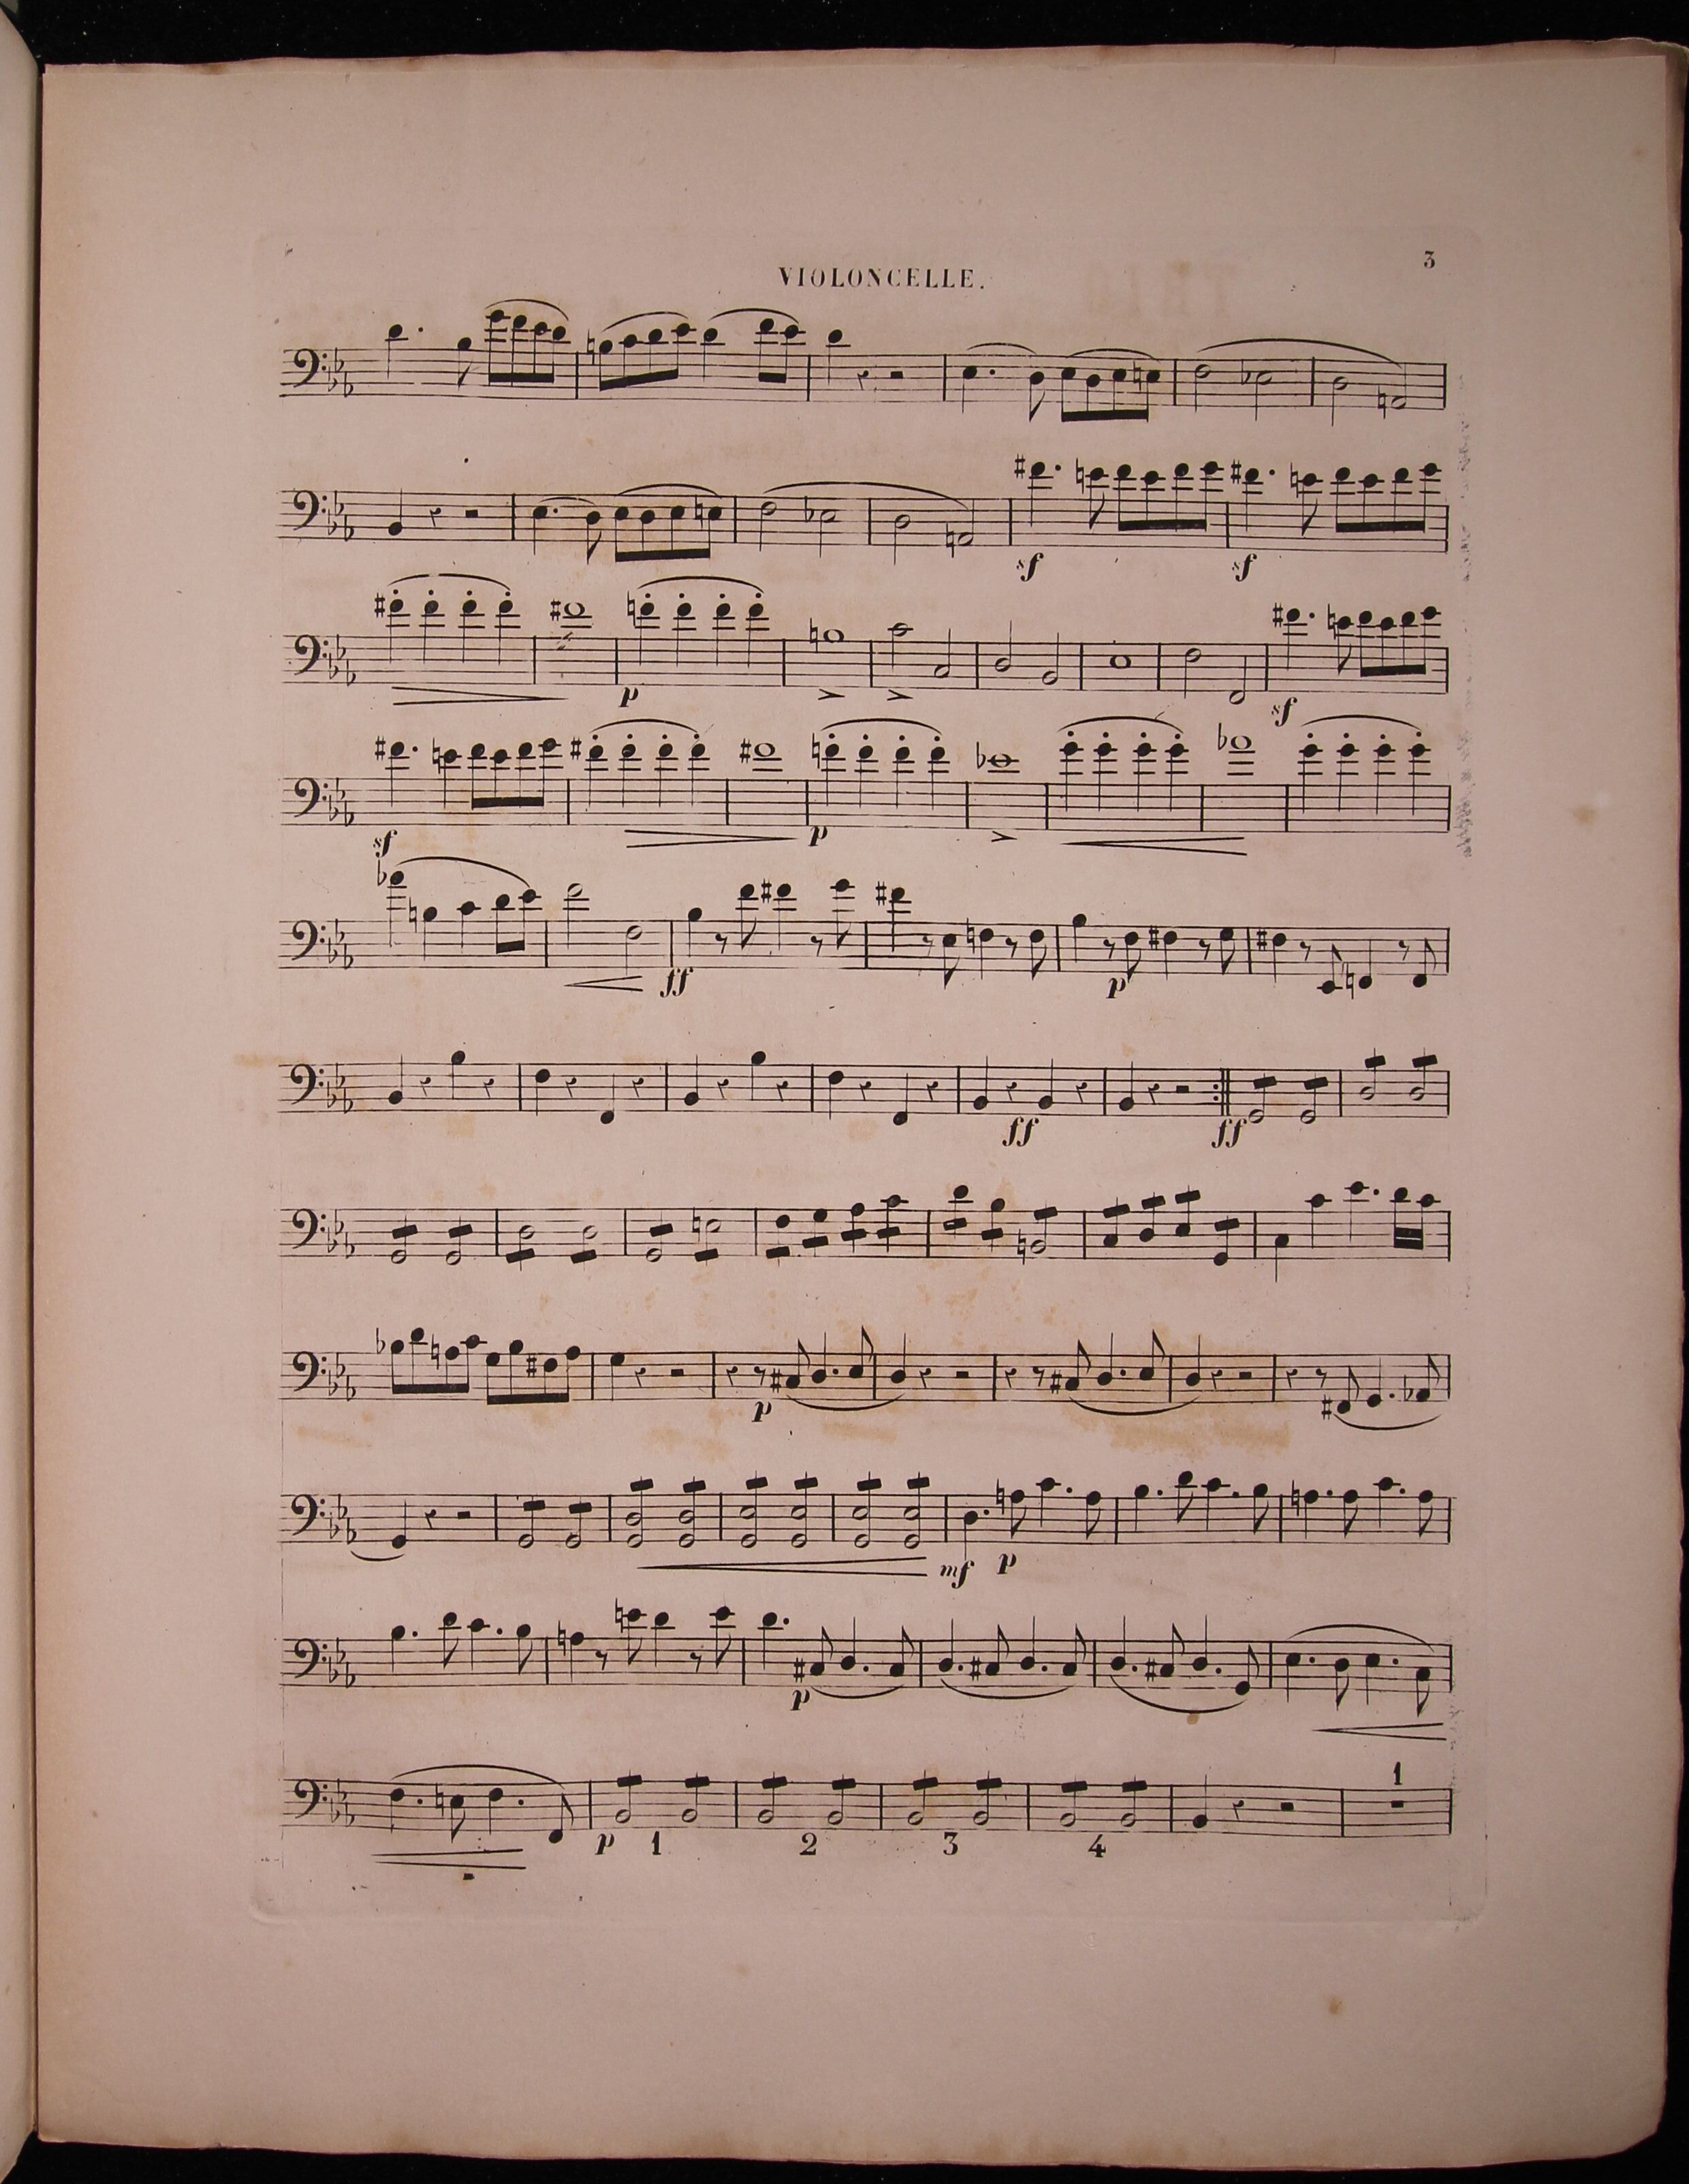 3
VIOLONCELLE.
sf sf
p sf
sf p
ff p
ff ff
p
mf p
p
1
p 1 2 3 4